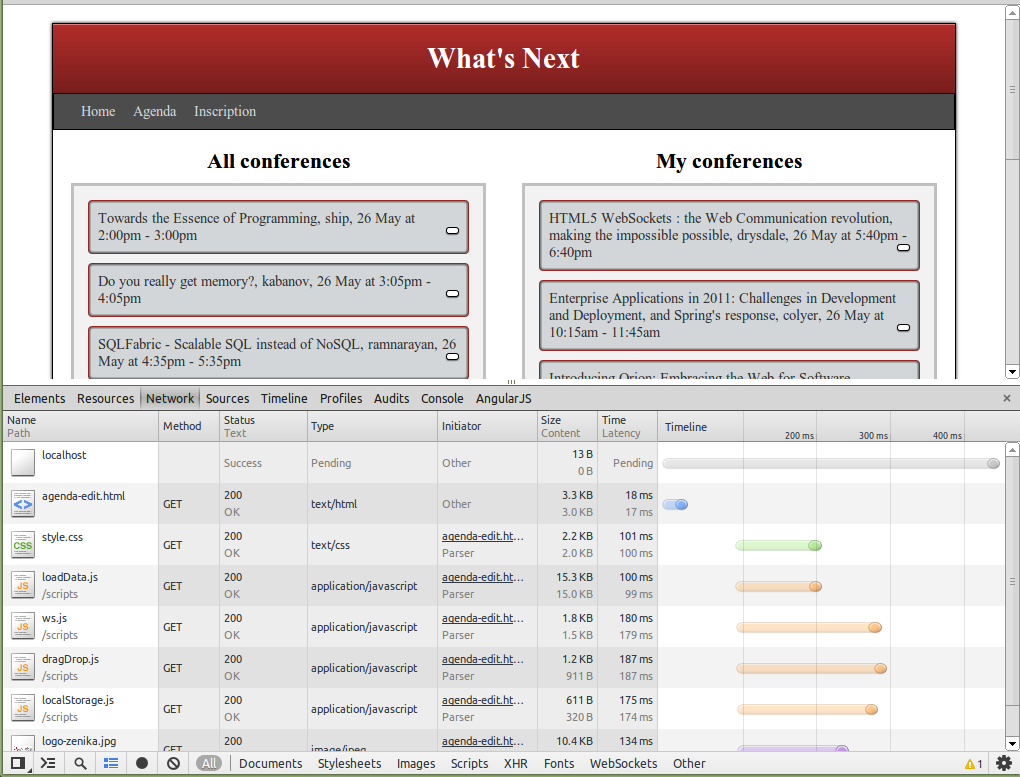 What's Next
Home Agenda Inscription
All conferences
Towards the Essence of Programming, ship, 26 May at
2:00pm - 3:00pm
Do you really get memory?, kabanov, 26 May at 3:05pm -
4:05pm
SQLFabric - Scalable SQL instead of NoSQL, ramnarayan, 26
May at 4:35pm - 5:35pm
My conferences
HTML5 WebSockets : the Web Communication revolution,
making the impossible possible, drysdale, 26 May at 5:40pm -
6:40pm
Enterprise Applications in 2011: Challenges in Development
and Deployment, and Spring's response, colyer, 26 May at
10:15am - 11:45am
Introducing Orion: Embracing the Web for Software
Elements Resources Network Sources Timeline Profiles Audits Console AngularJS
Name Method Status Type Initiator Size Time Timeline
Path Text Content Latency 200 ms 300 ms 400 ms
localhost 13 B
Success Pending Other Pending
0 B
agenda-edit.html 200 3.3 KB 18 ms
GET text/html Other
OK 3.0 KB 17 ms
style.css 200 agenda-edit.ht... 2.2 KB 101 ms
CSS GET text/css
OK Parser 2.0 KB 100 ms
loadData.js 200 agenda-edit.ht... 15.3 KB 100 ms
JS GET application/javascript
/scripts OK Parser 15.0 KB 99 ms
ws.js 200 agenda-edit.ht... 1.8 KB 180 ms
JS GET application/javascript
/scripts OK Parser 1.5 KB 179 ms
dragDrop.js 200 agenda-edit.ht... 1.2 KB 187 ms
JS GET application/javascript
/scripts OK Parser 911 B 187 ms
localStorage.js 200 agenda-edit.ht... 611 B 175 ms
JS GET application/javascript
/scripts OK Parser 320 B 174 ms
logo-zenika.jpg 200 agenda-edit.ht... 10.4 KB 134 ms
GET image/jpeg
All Documents Stylesheets Images Scripts XHR Fonts WebSockets Other 1